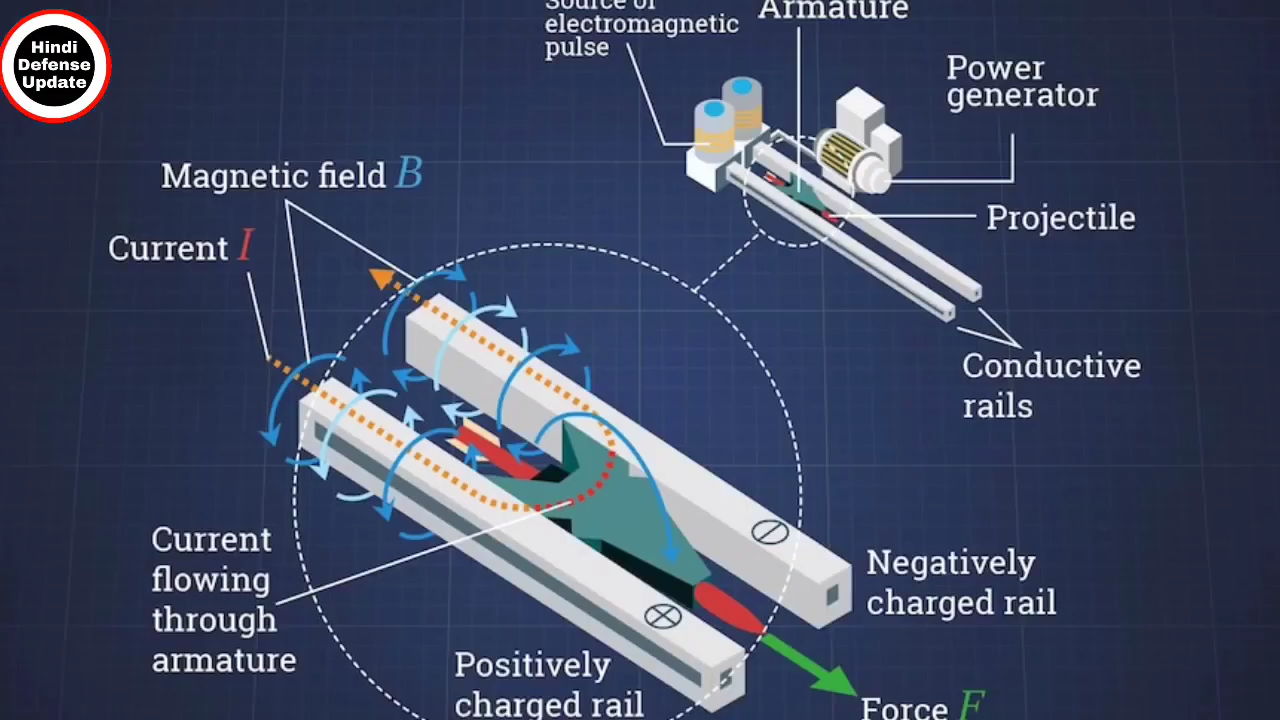 Hindi
Defense
Update
Source of
electromagnetic
pulse
Armature
Power
generator
Magnetic field B
Current I
Projectile
Conductive
rails
Current
flowing
through
armature
Negatively
charged rail
Positively
charged rail
Force F